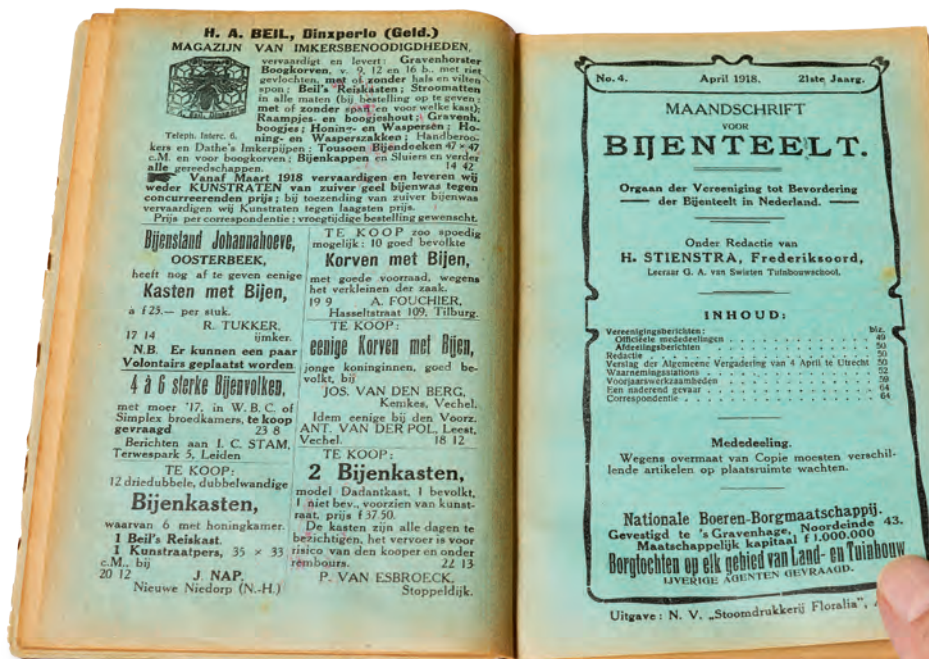 H. A. BEIL, Dinxperlo (Geld.)
MAGAZIJN VAN IMKERSBENOODIGDHEDEN,
vervaardigt en levert: Gravenhorster
Boogkorven, v. 9, 12 en 16 b., met riet
gevlochten, met of zonder hals en vilten
spon; Beil's Reiskasten; Stroomatten
in alle maten (bij bestelling op te geven:
met of zonder spon en voor welke kast);
Raampjes- en boogjeshout; Gravenh.
boogjes; Honing- en Waspersen; Ho-
Teleph. Interc. 6. ning- en Wasperszakken; Handberoo-
kers en Dathe's Imkerpijpen; Tousoen Bijendoeken 47 × 47
c.M. en voor boogkorven; Bijenkappen en Sluiers en verder
alle gereedschappen. 14 42
Vanaf Maart 1918 vervaardigen en leveren wij
weder KUNSTRATEN van zuiver geel bijenwas tegen
concurreerenden prijs; bij toezending van zuiver bijenwas
vervaardigen wij Kunstraten tegen laagsten prijs.
Prijs per correspondentie; vroegtijdige bestelling gewenscht.
Bijenstand Johannahoeve,
OOSTERBEEK,
heeft nog af te geven eenige
Kasten met Bijen,
a f 25.— per stuk.
R. TUKKER,
17 14 ijmker.
N.B. Er kunnen een paar
Volontairs geplaatst worden
4 à 6 sterke Bijenvolken,
met moer '17, in W. B. C. of
Simplex broedkamers, te koop
gevraagd 23 8
Berichten aan I. C. STAM,
Terwespark 5, Leiden
TE KOOP:
12 driedubbele, dubbelwandige
Bijenkasten,
waarvan 6 met honingkamer.
1 Beil's Reiskast.
1 Kunstraatpers, 35 × 33
c.M., bij
20 12 J. NAP,
Nieuwe Niedorp (N.-H.)
TE KOOP zoo spoedig
mogelijk: 10 goed bevolkte
Korven met Bijen,
met goede voorraad, wegens
het verkleinen der zaak.
19 9 A. FOUCHIER,
Hasseltstraat 109, Tilburg.
TE KOOP:
eenige Korven met Bijen,
jonge koninginnen, goed be-
volkt, bij
JOS. VAN DEN BERG,
Kemkes, Vechel.
Idem eenige bij den Voorz.
ANT. VAN DER POL, Leest,
Vechel. 18 12
TE KOOP:
2 Bijenkasten,
model Dadantkast, 1 bevolkt,
1 niet bev., voorzien van kunst-
raat, prijs f 37.50.
De kasten zijn alle dagen te
bezichtigen, het vervoer is voor
risico van den kooper en onder
rembours. 22 13
P. VAN ESBROECK,
Stoppeldijk.
No. 4. April 1918. 21ste Jaarg.
MAANDSCHRIFT
VOOR
BIJENTEELT.
Orgaan der Vereeniging tot Bevordering
der Bijenteelt in Nederland.
Onder Redactie van
H. STIENSTRA, Frederiksoord,
Leeraar G. A. van Swieten Tuinbouwschool.
INHOUD:
Vereenigingsberichten: blz.
Officieele mededeelingen 49
Afdeelingsberichten 50
Redactie 50
Verslag der Algemeene Vergadering van 4 April te Utrecht 50
Waarnemingsstations 52
Voorjaarswerkzaamheden 59
Een naderend gevaar 64
Correspondentie 64
Mededeeling.
Wegens overmaat van Copie moesten verschil-
lende artikelen op plaatsruimte wachten.
Nationale Boeren-Borgmaatschappij.
Gevestigd te 's Gravenhage, Noordeinde 43.
Maatschappelijk kapitaal f 1.000.000
Borgtochten op elk gebied van Land- en Tuinbouw
IJVERIGE AGENTEN GEVRAAGD.
Uitgave: N. V. „Stoomdrukkerij Floralia",